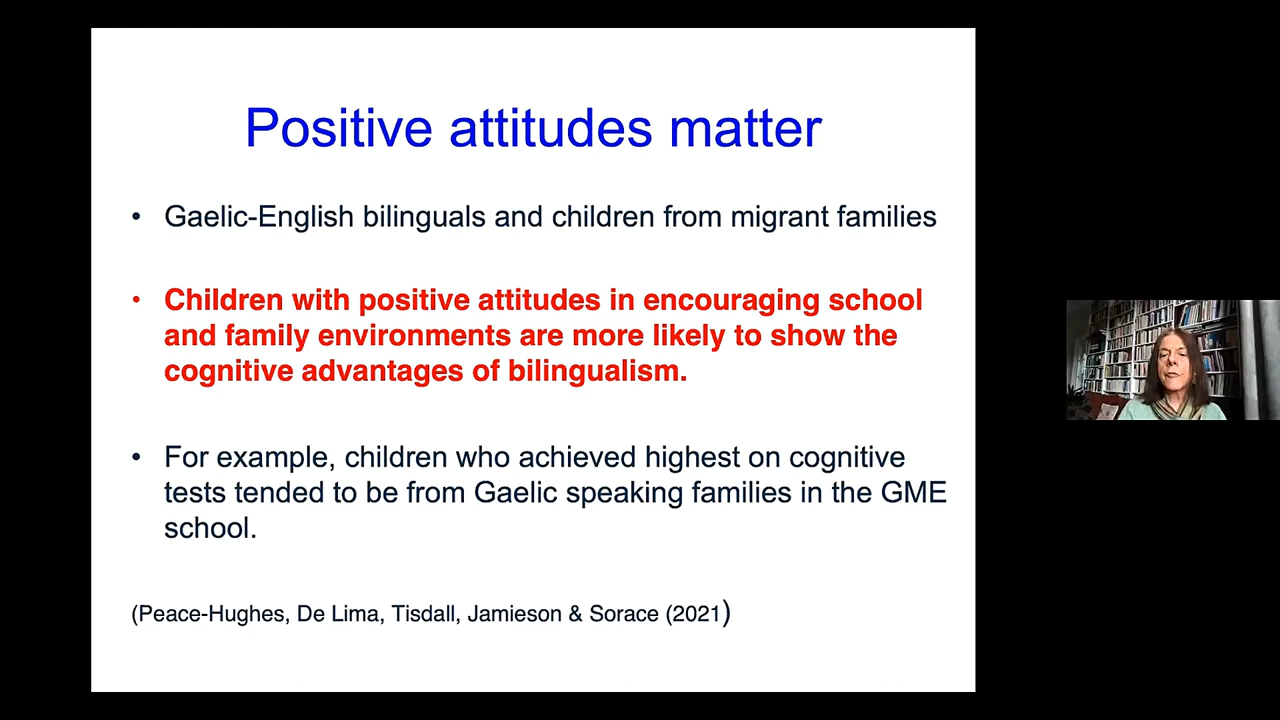 Positive attitudes matter
• Gaelic-English bilinguals and children from migrant families
• Children with positive attitudes in encouraging school
and family environments are more likely to show the
cognitive advantages of bilingualism.
• For example, children who achieved highest on cognitive
tests tended to be from Gaelic speaking families in the GME
school.
(Peace-Hughes, De Lima, Tisdall, Jamieson & Sorace (2021)